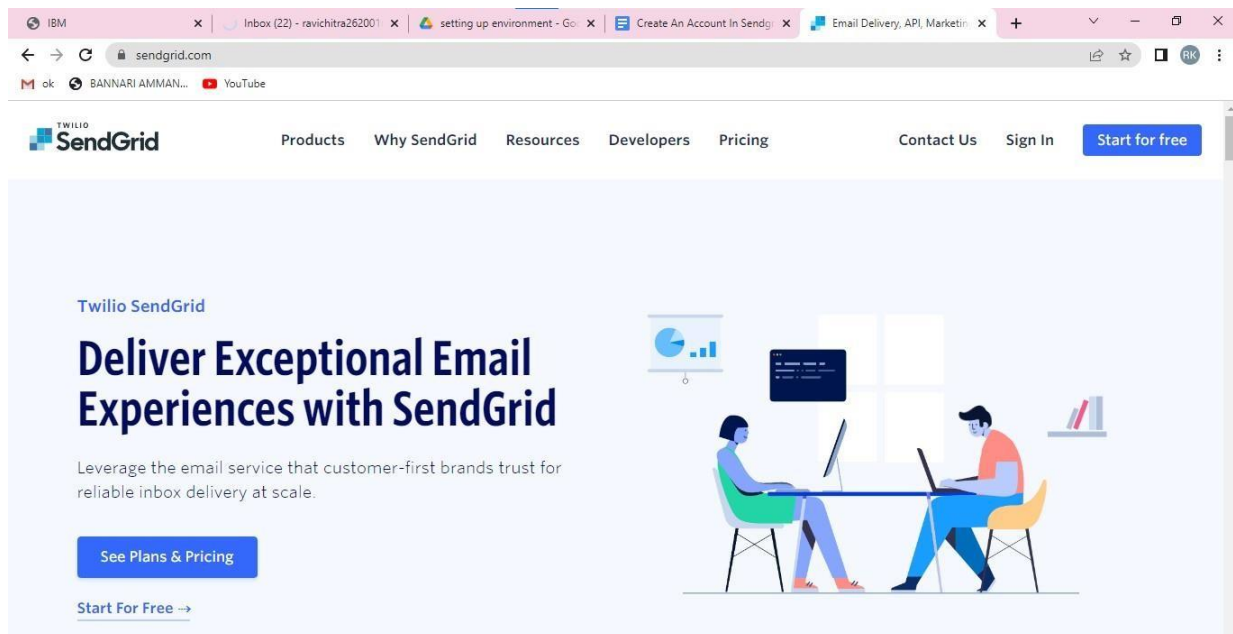 IBM
Inbox (22) - ravichitra262001
setting up environment - Goo
Create An Account In Sendgr
Email Delivery, API, Marketin
sendgrid.com
RK
ok
BANNARI AMMAN...
YouTube
TWILIO
SendGrid
Products
Why SendGrid
Resources
Developers
Pricing
Contact Us
Sign In
Start for free
Twilio SendGrid
Deliver Exceptional Email
Experiences with SendGrid
Leverage the email service that customer-first brands trust for
reliable inbox delivery at scale.
See Plans & Pricing
Start For Free →